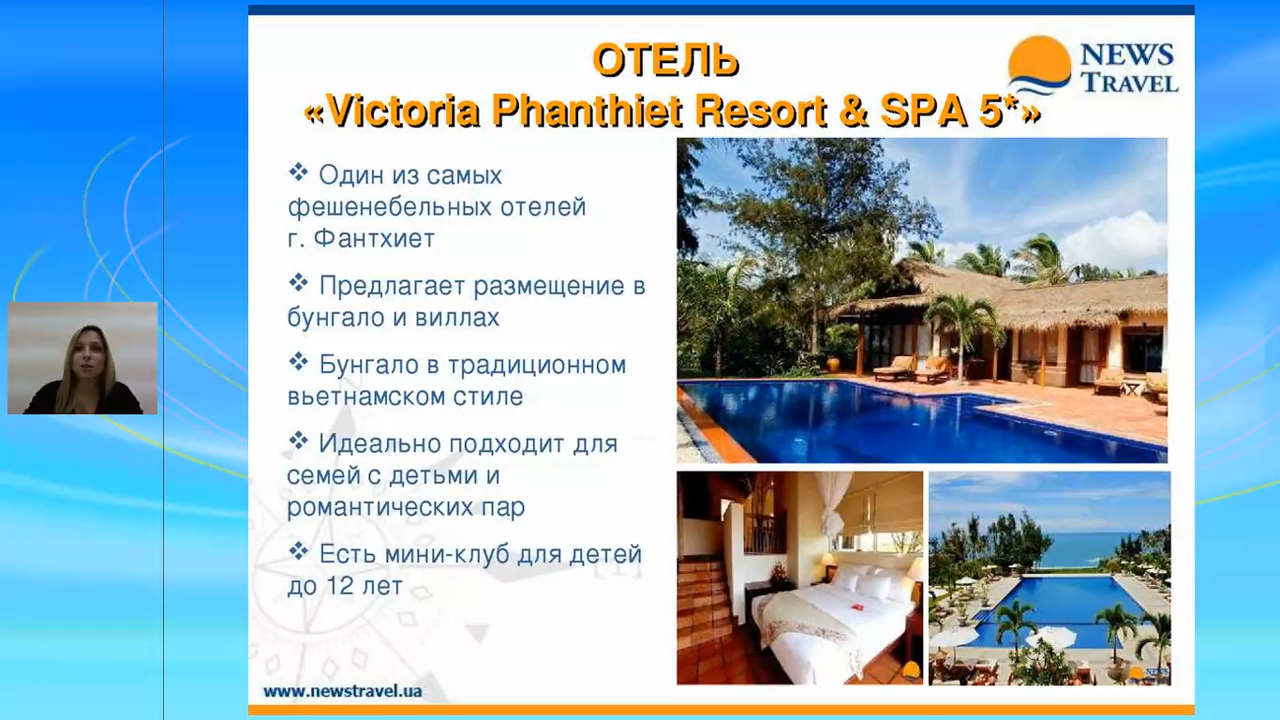 ОТЕЛЬ
«Victoria Phanthiet Resort & SPA 5*»
NEWS
TRAVEL
❖ Один из самых
фешенебельных отелей
г. Фантхиет
❖ Предлагает размещение в
бунгало и виллах
❖ Бунгало в традиционном
вьетнамском стиле
❖ Идеально подходит для
семей с детьми и
романтических пар
❖ Есть мини-клуб для детей
до 12 лет
www.newstravel.ua